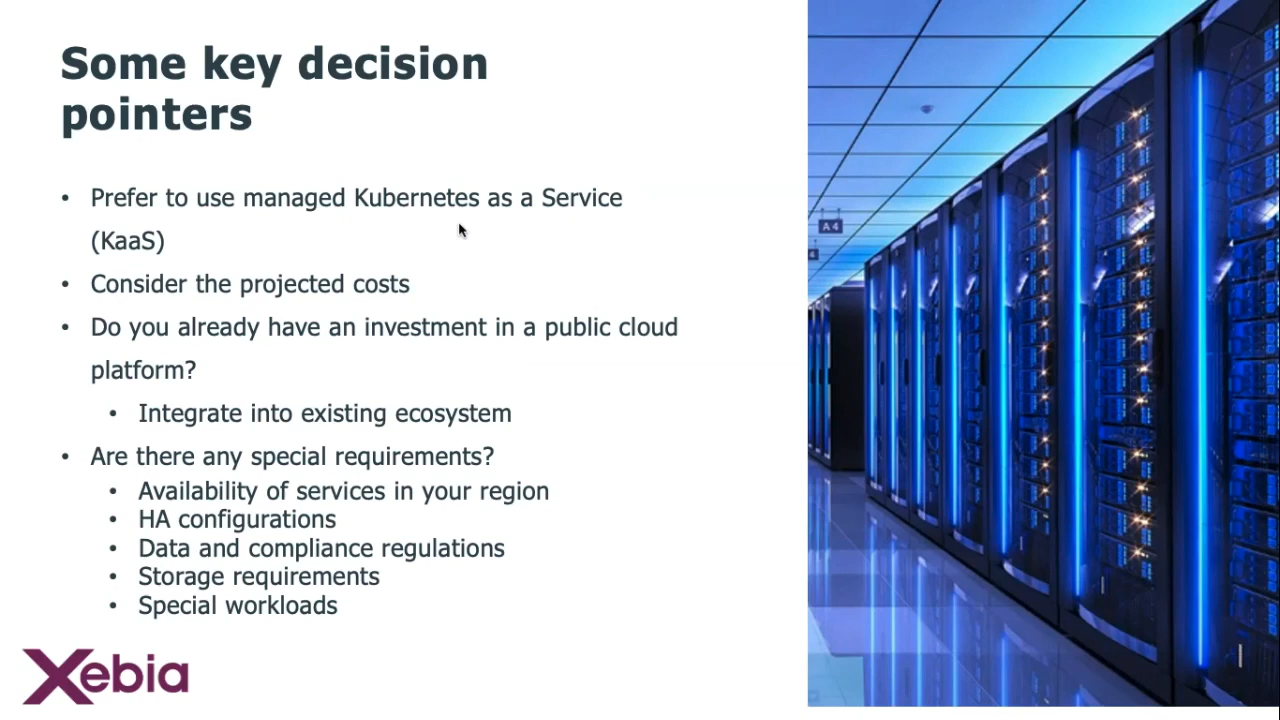 Some key decision
pointers
• Prefer to use managed Kubernetes as a Service
(KaaS)
• Consider the projected costs
• Do you already have an investment in a public cloud
platform?
• Integrate into existing ecosystem
• Are there any special requirements?
• Availability of services in your region
• HA configurations
• Data and compliance regulations
• Storage requirements
• Special workloads
Xebia
A4
4